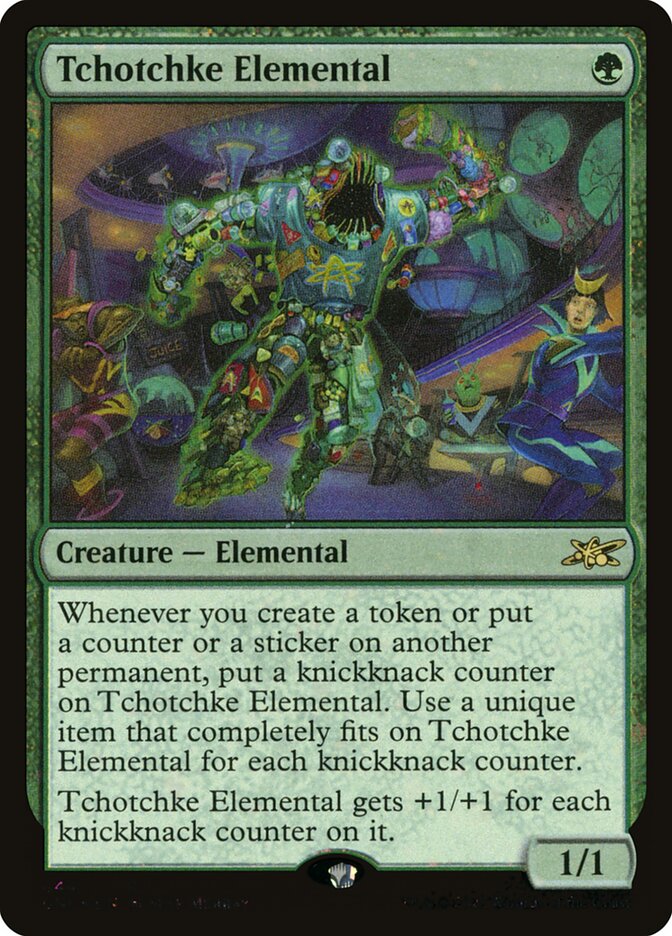 Tchotchke Elemental
JUICE
Creature — Elemental
Whenever you create a token or put
a counter or a sticker on another
permanent, put a knickknack counter
on Tchotchke Elemental. Use a unique
item that completely fits on Tchotchke
Elemental for each knickknack counter.
Tchotchke Elemental gets +1/+1 for each
knickknack counter on it.
1/1